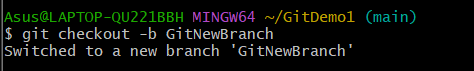 Asus@LAPTOP-QU221BBH MINGW64 ~/GitDemo1 (main)
$ git checkout -b GitNewBranch
Switched to a new branch 'GitNewBranch'